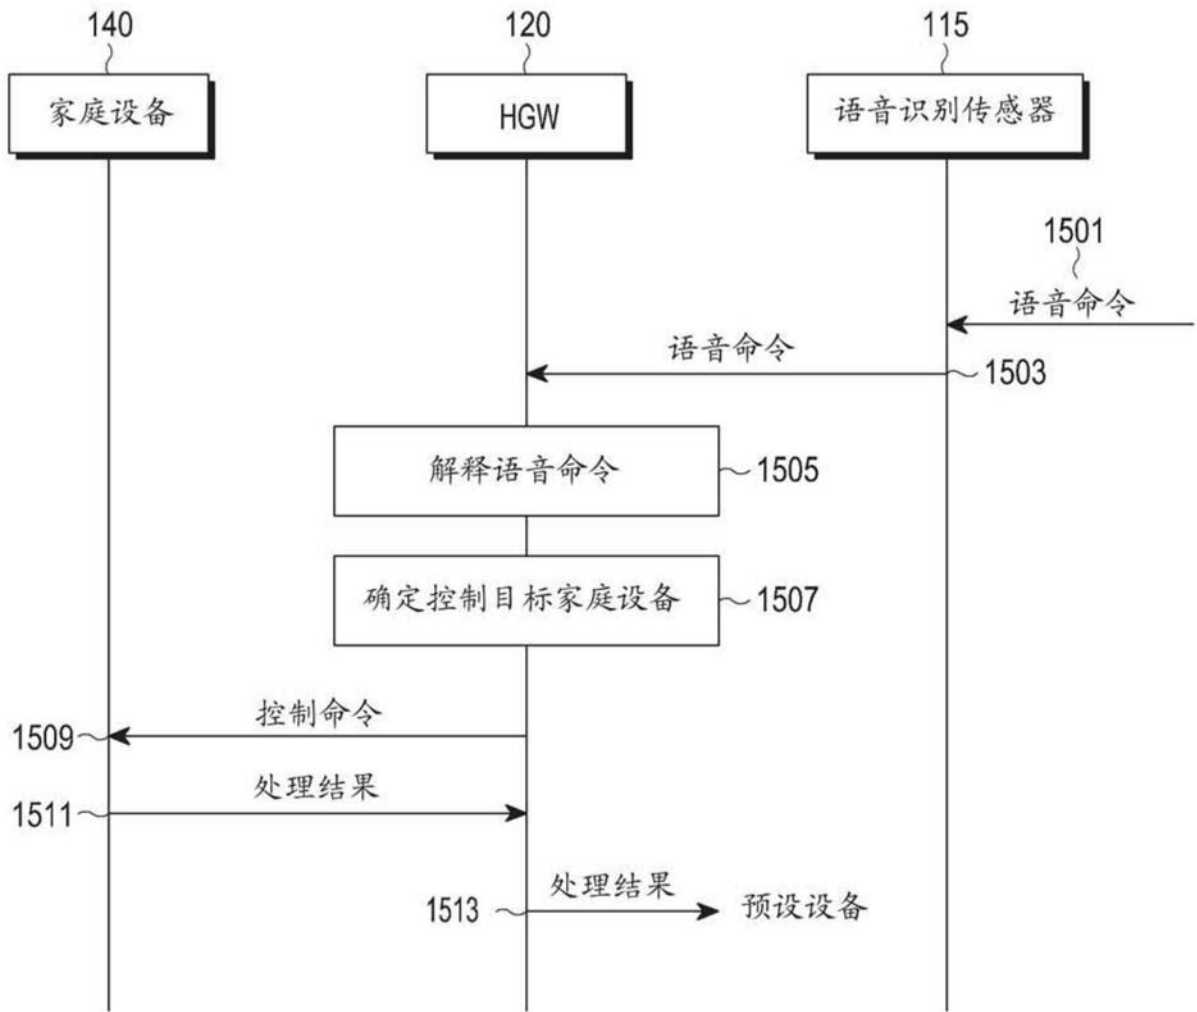 140
120
115
家庭设备
HGW
语音识别传感器
1501
语音命令
语音命令
1503
解释语音命令
1505
确定控制目标家庭设备
1507
控制命令
1509
处理结果
1511
处理结果
1513
预设设备